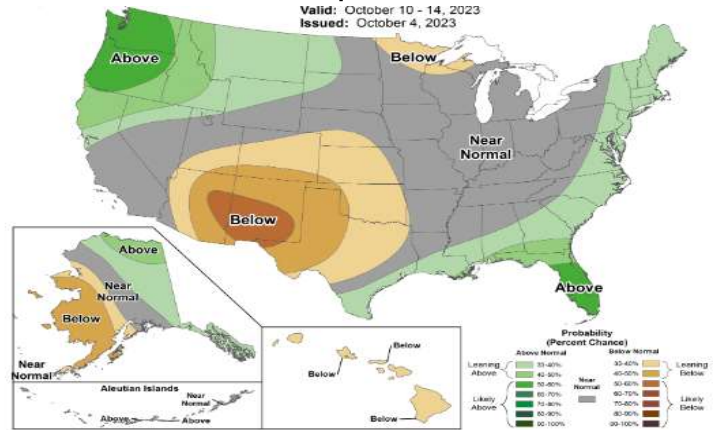 Valid: October 10 - 14, 2023
Issued: October 4, 2023
Above
Below
Near
Normal
Below
Above
Above
Near
Normal
Below
Near
Normal
Aleutian Islands
Near
Normal
Above
Above
Below
Below
Below
Probability
(Percent Chance)
Above Normal
Below Normal
Leaning
Above
33-40%
40-50%
Likely
Above
50-60%
60-70%
70-80%
80-90%
90-100%
Near
Normal
33-40%
40-50%
Leaning
Below
50-60%
60-70%
70-80%
80-90%
90-100%
Likely
Below